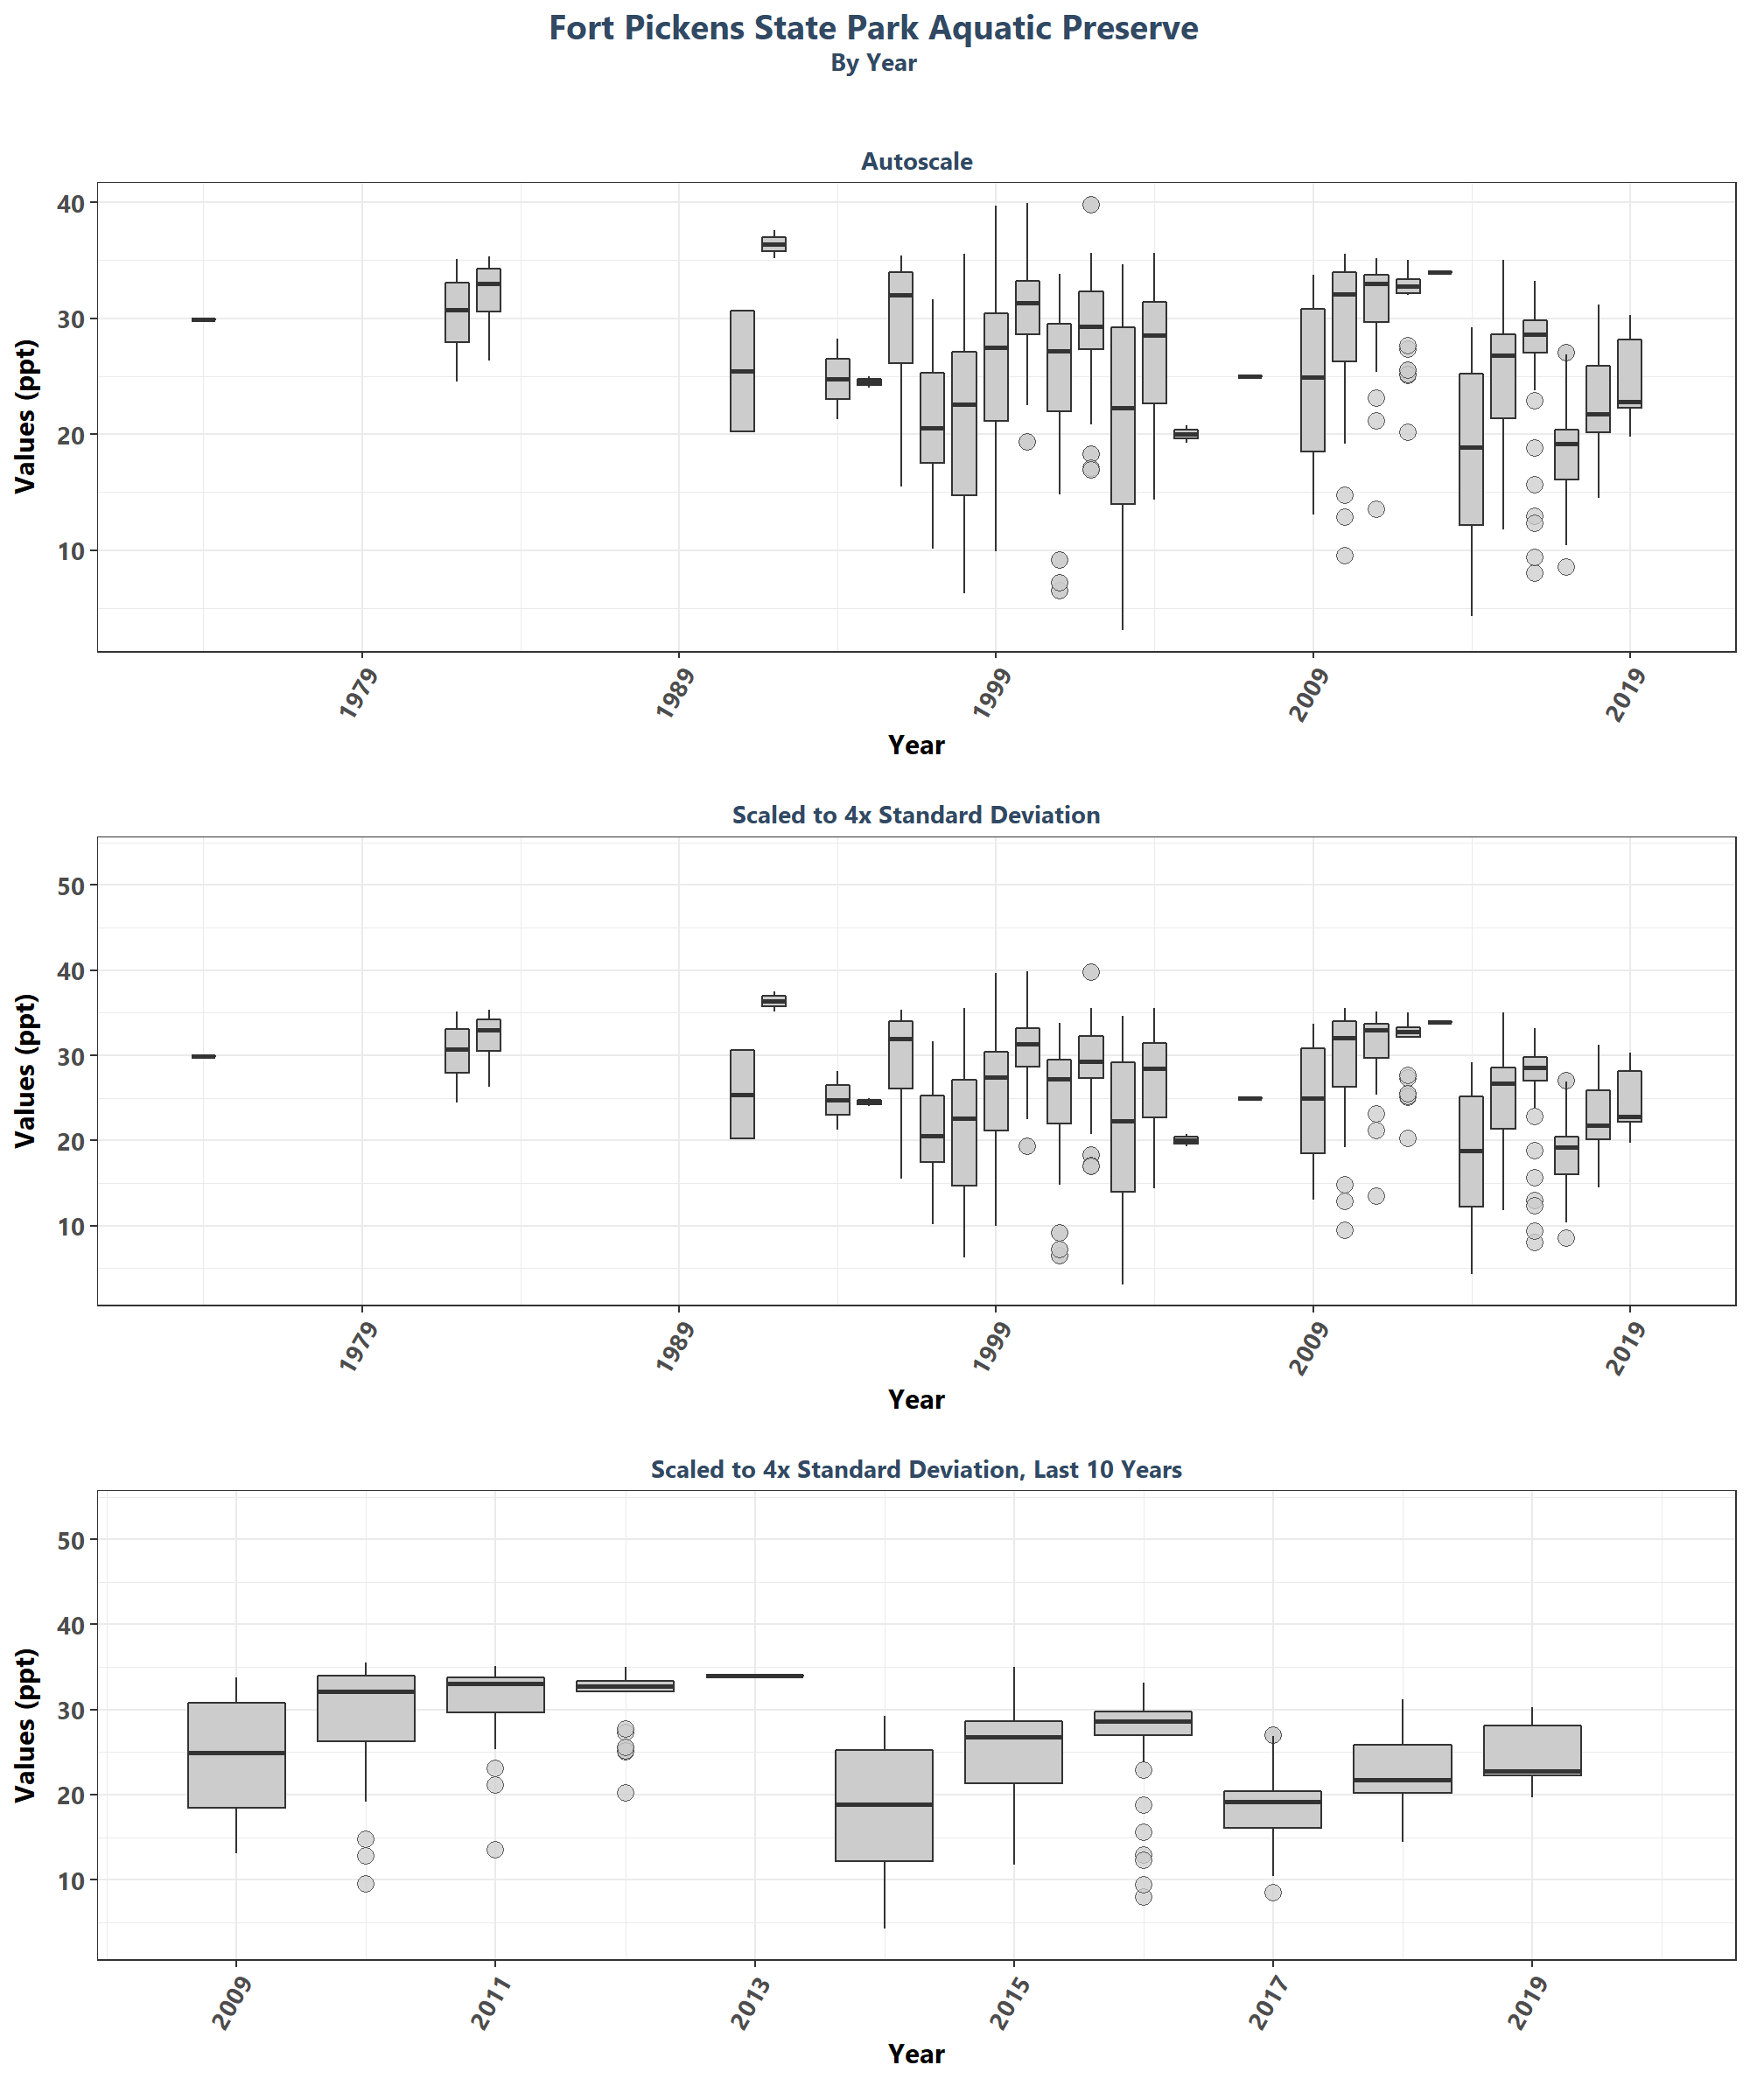 Fort Pickens State Park Aquatic Preserve
By Year
Autoscale
Values (ppt)
40
30
20
10
1979 1989 1999 2009 2019
Year
Scaled to 4x Standard Deviation
Values (ppt)
50
40
30
20
10
1979 1989 1999 2009 2019
Year
Scaled to 4x Standard Deviation, Last 10 Years
Values (ppt)
50
40
30
20
10
2009 2011 2013 2015 2017 2019
Year